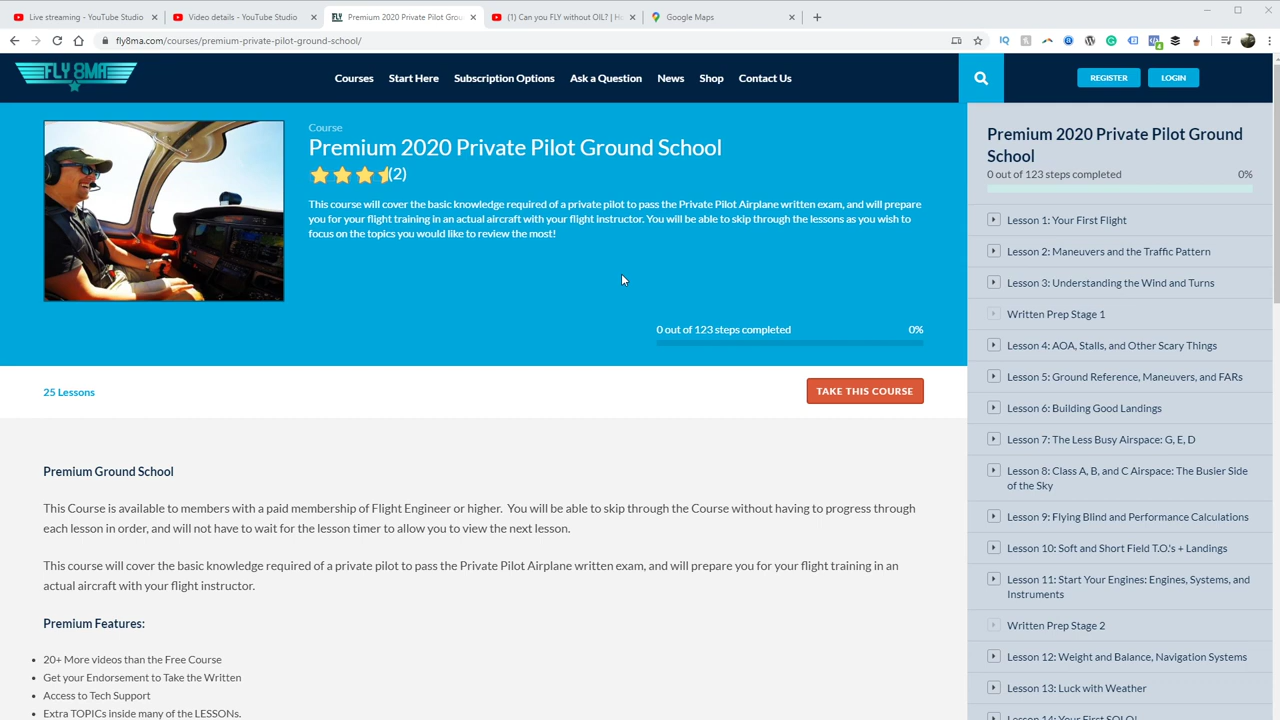 Live streaming - YouTube Studio
Video details - YouTube Studio
Premium 2020 Private Pilot Grou
(1) Can you FLY without OIL? | Hu
Google Maps
fly8ma.com/courses/premium-private-pilot-ground-school/
FLY 8MA
Courses
Start Here
Subscription Options
Ask a Question
News
Shop
Contact Us
REGISTER
LOGIN
Course
Premium 2020 Private Pilot Ground School
(2)
This course will cover the basic knowledge required of a private pilot to pass the Private Pilot Airplane written exam, and will prepare
you for your flight training in an actual aircraft with your flight instructor. You will be able to skip through the lessons as you wish to
focus on the topics you would like to review the most!
0 out of 123 steps completed
0%
25 Lessons
TAKE THIS COURSE
Premium Ground School
This Course is available to members with a paid membership of Flight Engineer or higher. You will be able to skip through the Course without having to progress through
each lesson in order, and will not have to wait for the lesson timer to allow you to view the next lesson.
This course will cover the basic knowledge required of a private pilot to pass the Private Pilot Airplane written exam, and will prepare you for your flight training in an
actual aircraft with your flight instructor.
Premium Features:
20+ More videos than the Free Course
Get your Endorsement to Take the Written
Access to Tech Support
Extra TOPICs inside many of the LESSONs.
Premium 2020 Private Pilot Ground
School
0 out of 123 steps completed
0%
Lesson 1: Your First Flight
Lesson 2: Maneuvers and the Traffic Pattern
Lesson 3: Understanding the Wind and Turns
Written Prep Stage 1
Lesson 4: AOA, Stalls, and Other Scary Things
Lesson 5: Ground Reference, Maneuvers, and FARs
Lesson 6: Building Good Landings
Lesson 7: The Less Busy Airspace: G, E, D
Lesson 8: Class A, B, and C Airspace: The Busier Side
of the Sky
Lesson 9: Flying Blind and Performance Calculations
Lesson 10: Soft and Short Field T.O.'s + Landings
Lesson 11: Start Your Engines: Engines, Systems, and
Instruments
Written Prep Stage 2
Lesson 12: Weight and Balance, Navigation Systems
Lesson 13: Luck with Weather
Lesson 14: Your First SOLO!